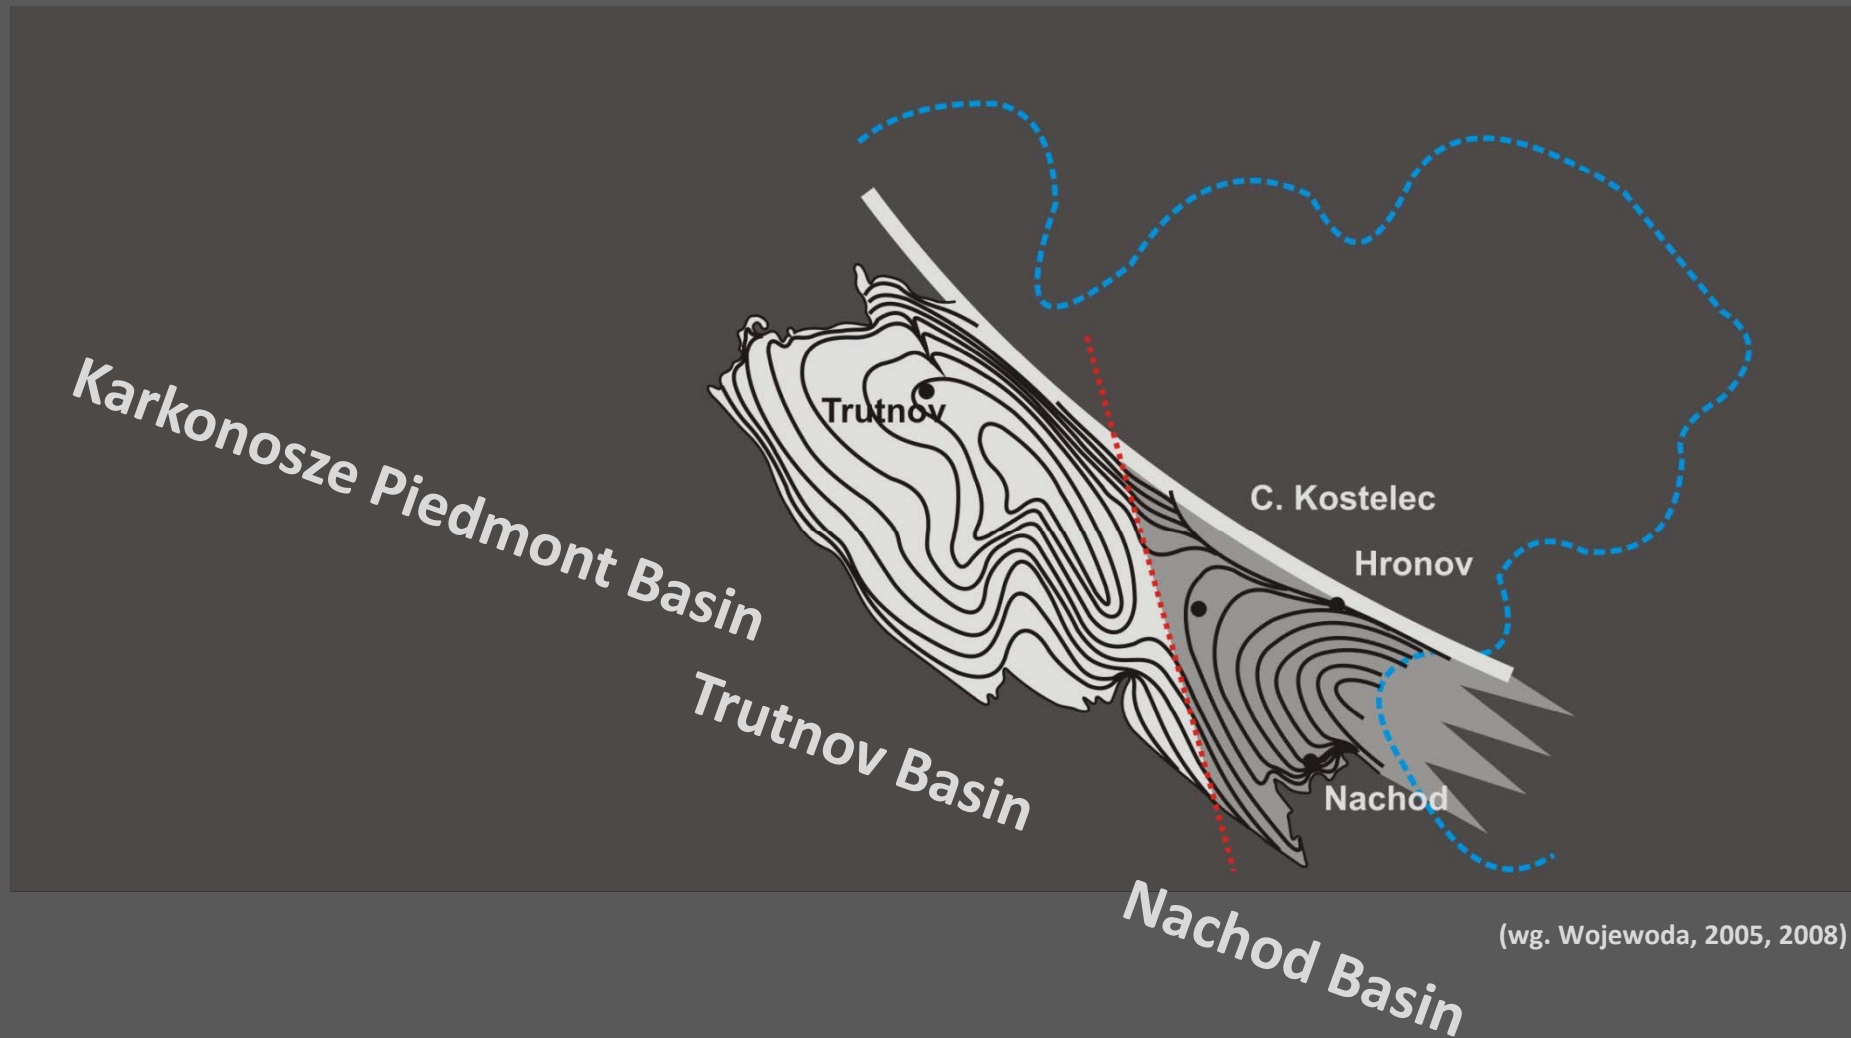 Karkonosze Piedmont Basin
Trutnov
C. Kostelec
Hronov
Trutnov Basin
Nachod
Nachod Basin
(wg. Wojewoda, 2005, 2008)